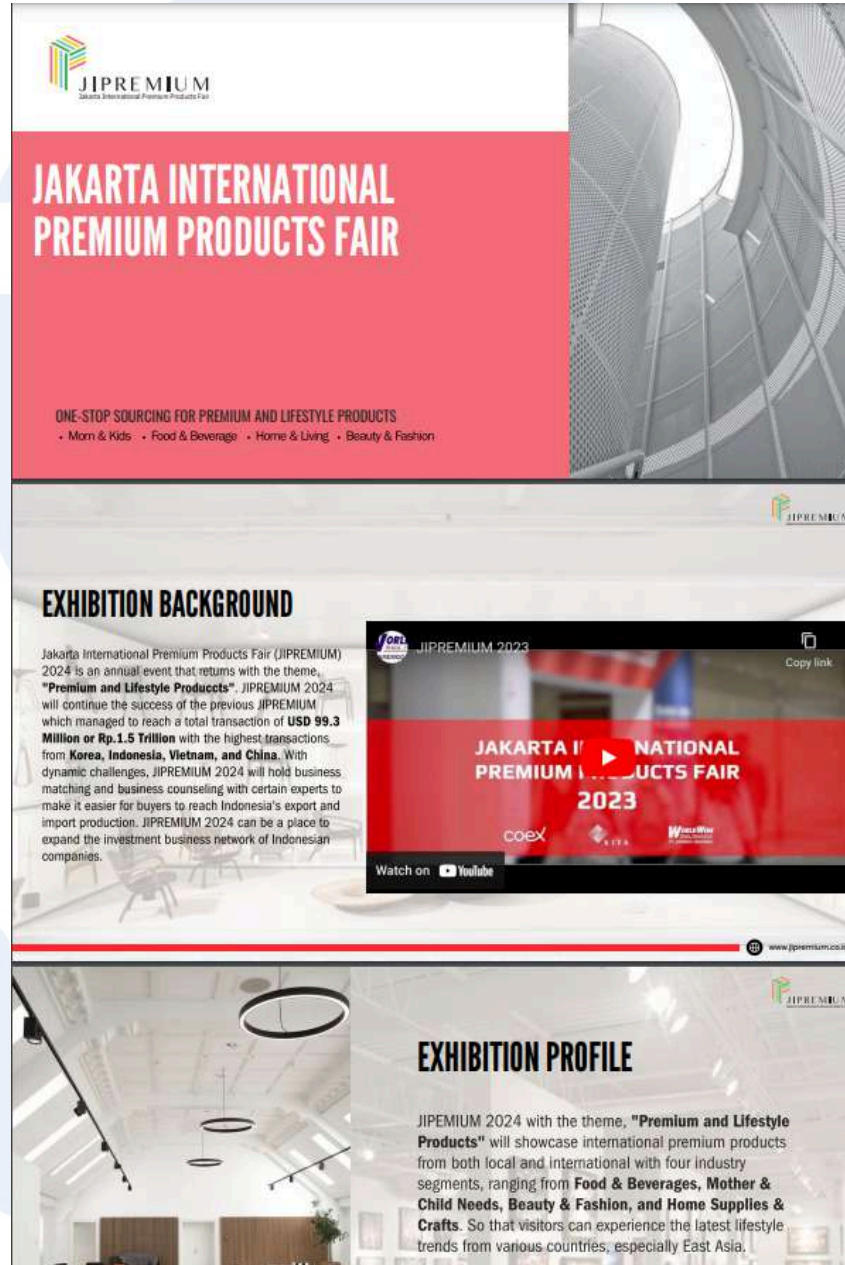 JIPREMIUM
Jakarta International Premium Products Fair
JAKARTA INTERNATIONAL
PREMIUM PRODUCTS FAIR
ONE-STOP SOURCING FOR PREMIUM AND LIFESTYLE PRODUCTS
• Mom & Kids • Food & Beverage • Home & Living • Beauty & Fashion
JIPREMIUM
EXHIBITION BACKGROUND
Jakarta International Premium Products Fair (JIPREMIUM)
2024 is an annual event that returns with the theme,
"Premium and Lifestyle Produccts". JIPREMIUM 2024
will continue the success of the previous JIPREMIUM
which managed to reach a total transaction of USD 99.3
Million or Rp.1.5 Trillion with the highest transactions
from Korea, Indonesia, Vietnam, and China. With
dynamic challenges, JIPREMIUM 2024 will hold business
matching and business counseling with certain experts to
make it easier for buyers to reach Indonesia's export and
import production. JIPREMIUM 2024 can be a place to
expand the investment business network of Indonesian
companies.
JIPREMIUM 2023
Copy link
JAKARTA NATIONAL
PREMIUM PRODUCTS FAIR
2023
coex
KITA
WORLDWIDE
Watch on YouTube
www.jipremium.co.i
JIPREMIUM
EXHIBITION PROFILE
JIPEMIUM 2024 with the theme, "Premium and Lifestyle
Products" will showcase international premium products
from both local and international with four industry
segments, ranging from Food & Beverages, Mother &
Child Needs, Beauty & Fashion, and Home Supplies &
Crafts. So that visitors can experience the latest lifestyle
trends from various countries, especially East Asia.